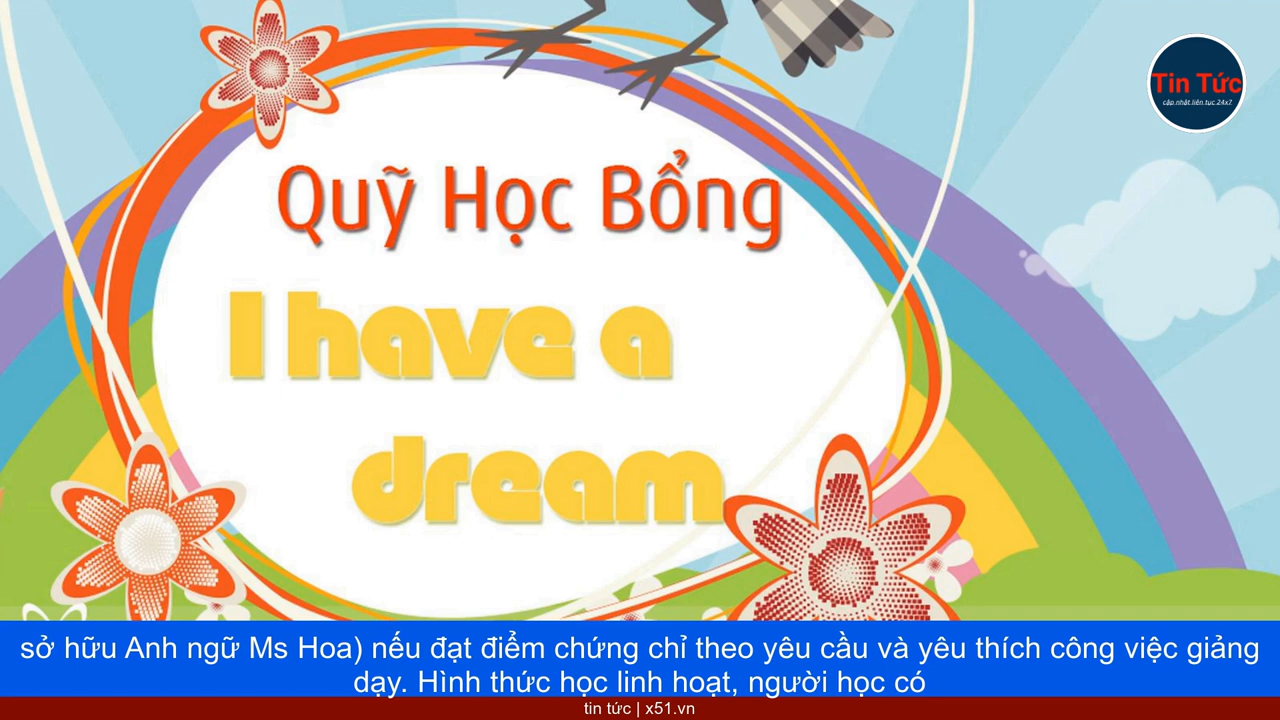 Tin Tức
cập nhật liên tục 24x7
Quỹ Học Bổng
I have a
dream
sở hữu Anh ngữ Ms Hoa) nếu đạt điểm chứng chỉ theo yêu cầu và yêu thích công việc giảng
dạy. Hình thức học linh hoạt, người học có
tin tức | x51.vn